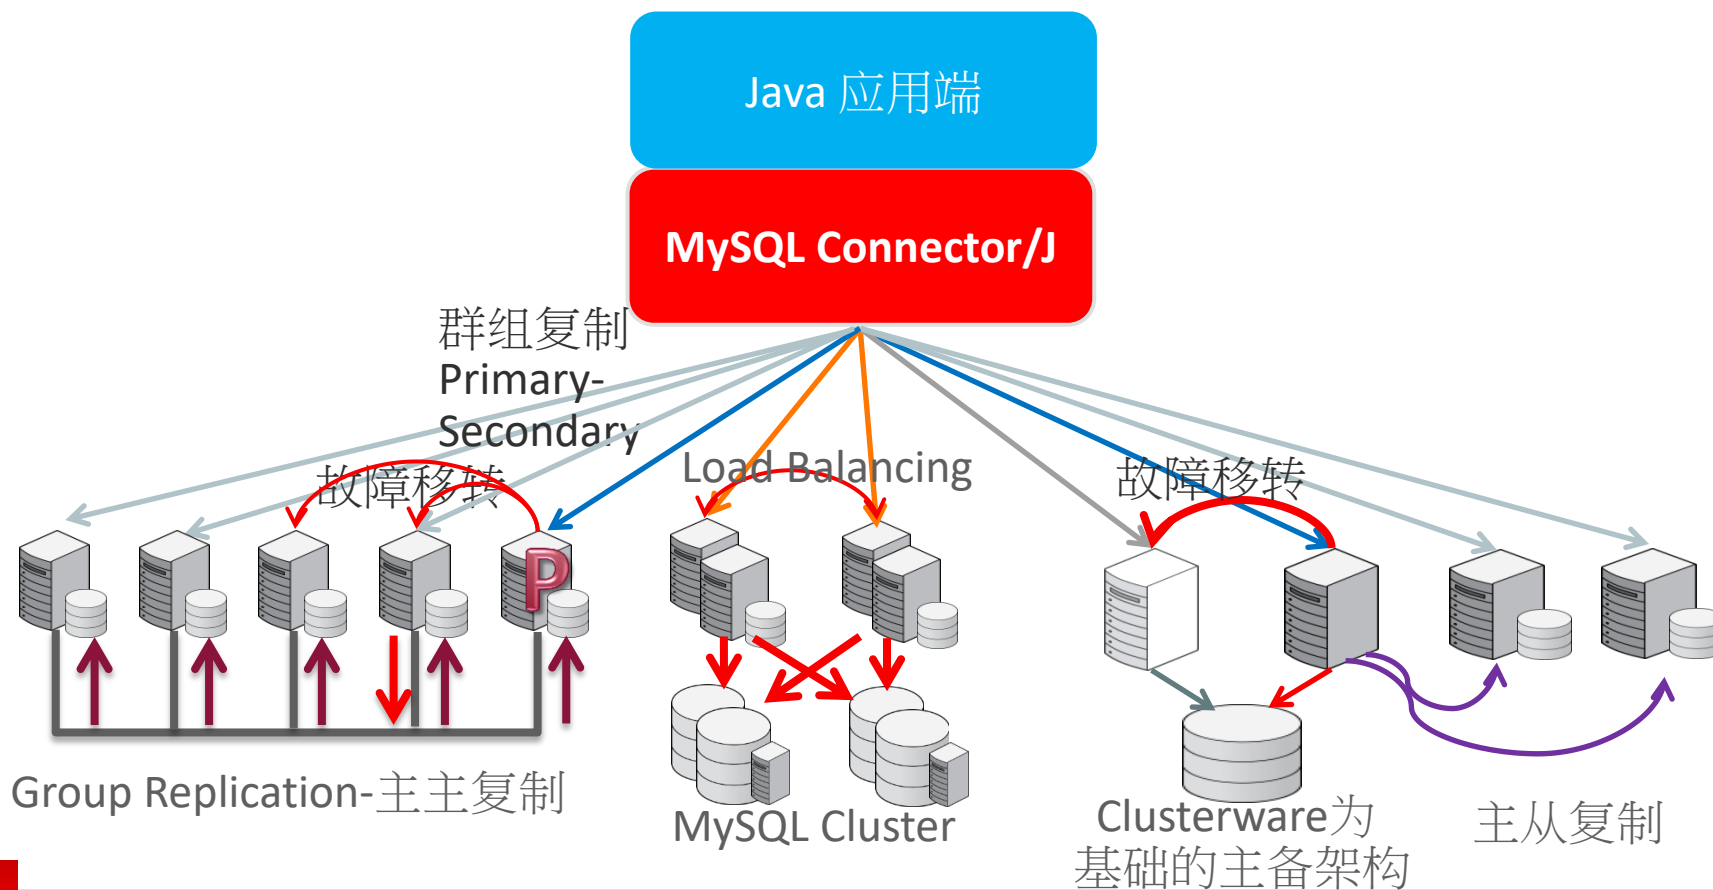 Java 应用端
MySQL Connector/J
群组复制
Primary-
Secondary
故障移转
Load Balancing
故障移转
P
Group Replication-主主复制
MySQL Cluster
Clusterware为
基础的主备架构
主从复制